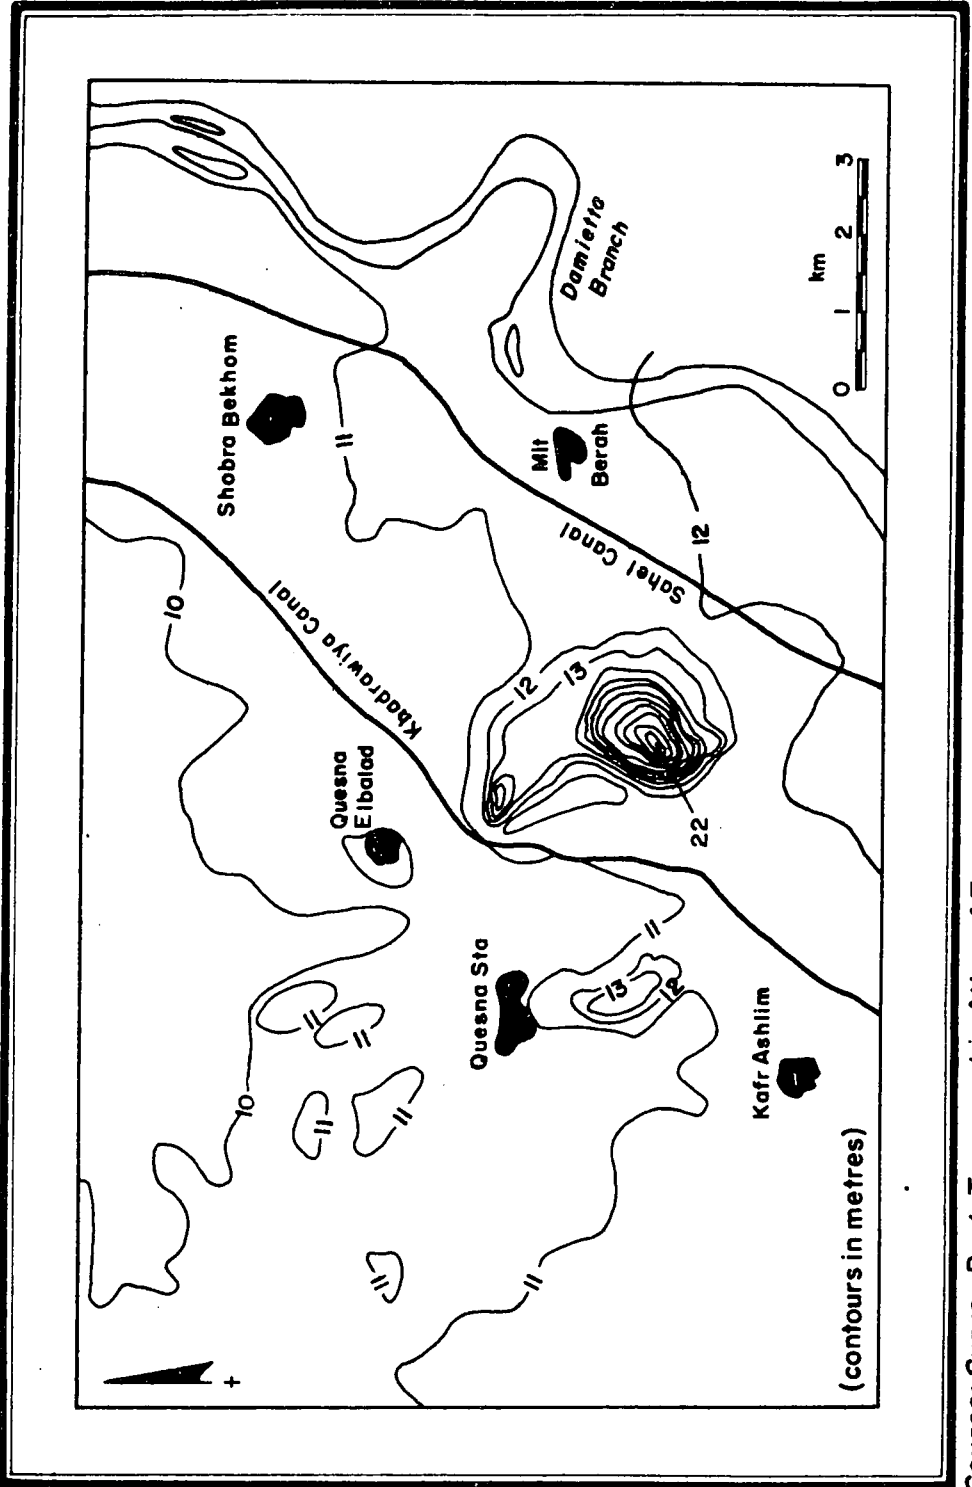 Shobra Bekhom
Damietta
Branch
Mit
Berah
Sahel Canal
Khadrawiya Canal
Quesna
Elbalad
Quesna Sta
Kafr Ashlim
10
10
11
11
11
11
11
11
11
11
12
12
12
13
13
22
km
0 1 2 3
(contours in metres)
+